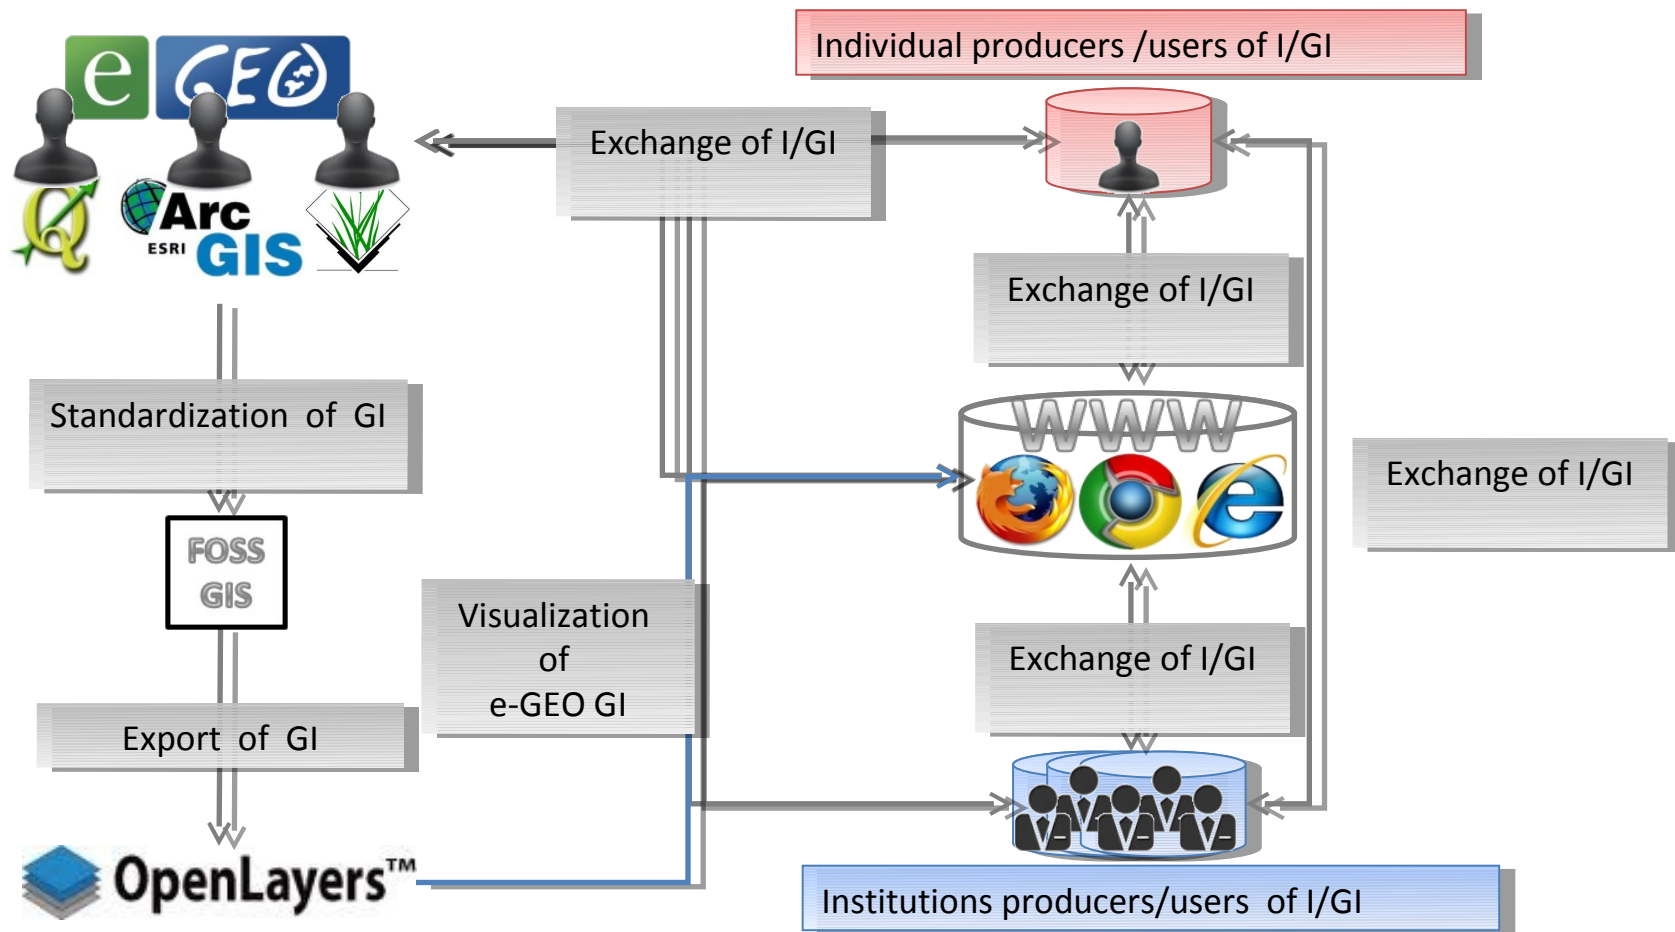 e GEO
Individual producers /users of I/GI
Exchange of I/GI
Arc
ESRI GIS
Exchange of I/GI
Standardization of GI
WWW
Exchange of I/GI
FOSS
GIS
Visualization
of
e-GEO GI
Exchange of I/GI
Export of GI
OpenLayers™
Institutions producers/users of I/GI